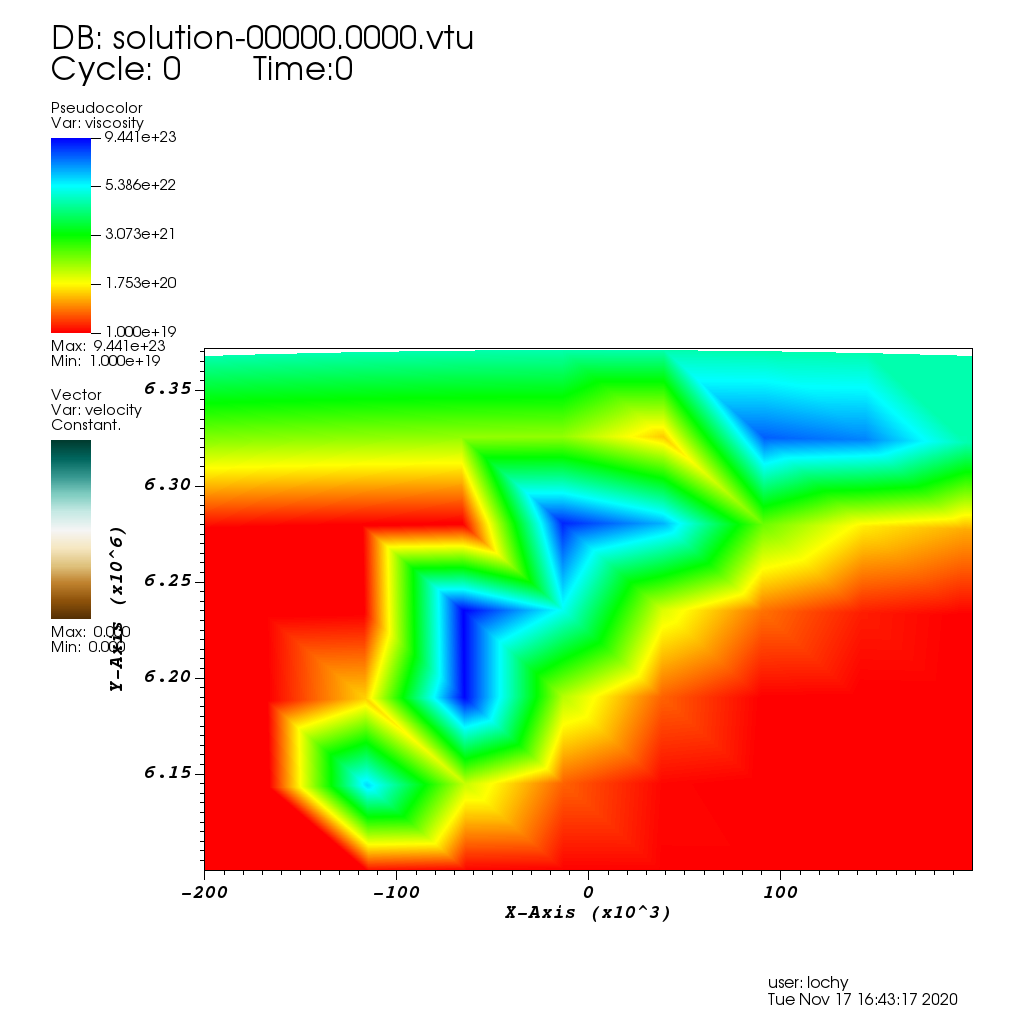 DB: solution-00000.0000.vtu
Cycle: 0 Time:0
Pseudocolor
Var: viscosity
9.441e+23
5.386e+22
3.073e+21
1.753e+20
1.000e+19
Max: 9.441e+23
Min: 1.000e+19
Vector
Var: velocity
Constant.
Max: 0.000
Min: 0.000
Y-Axis (x10^6)
6.35
6.30
6.25
6.20
6.15
-200 -100 0 100
X-Axis (x10^3)
user: lochy
Tue Nov 17 16:43:17 2020